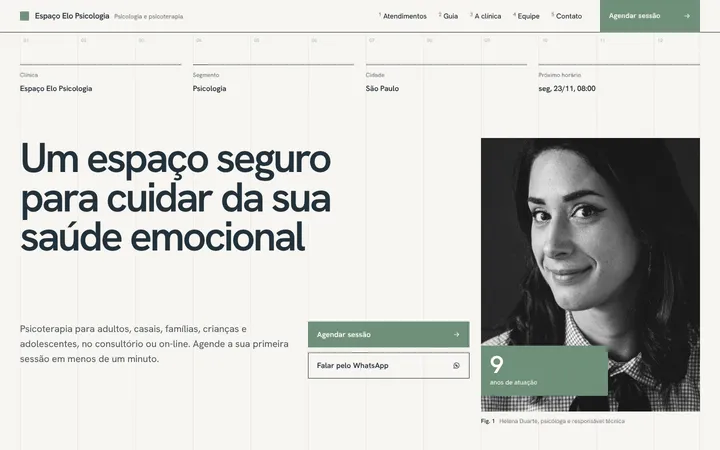 Espaço Elo Psicologia Psicologia e psicoterapia
1 Atendimentos 2 Guia 3 A clínica 4 Equipe 5 Contato
Agendar sessão →
Clínica
Espaço Elo Psicologia
Segmento
Psicologia
Cidade
São Paulo
Próximo horário
seg, 23/11, 08:00
Um espaço seguro
para cuidar da sua
saúde emocional
Psicoterapia para adultos, casais, famílias, crianças e
adolescentes, no consultório ou on-line. Agende a sua primeira
sessão em menos de um minuto.
Agendar sessão →
Falar pelo WhatsApp
9
anos de atuação
Fig. 1 Helena Duarte, psicóloga e responsável técnica